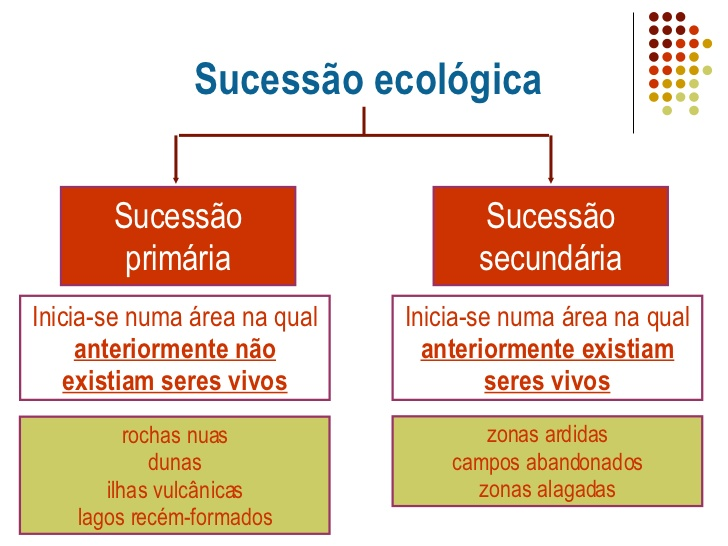 Sucessão ecológica
Sucessão
primária
Inicia-se numa área na qual
anteriormente não
existiam seres vivos
rochas nuas
dunas
ilhas vulcânicas
lagos recém-formados
Sucessão
secundária
Inicia-se numa área na qual
anteriormente existiam
seres vivos
zonas ardidas
campos abandonados
zonas alagadas